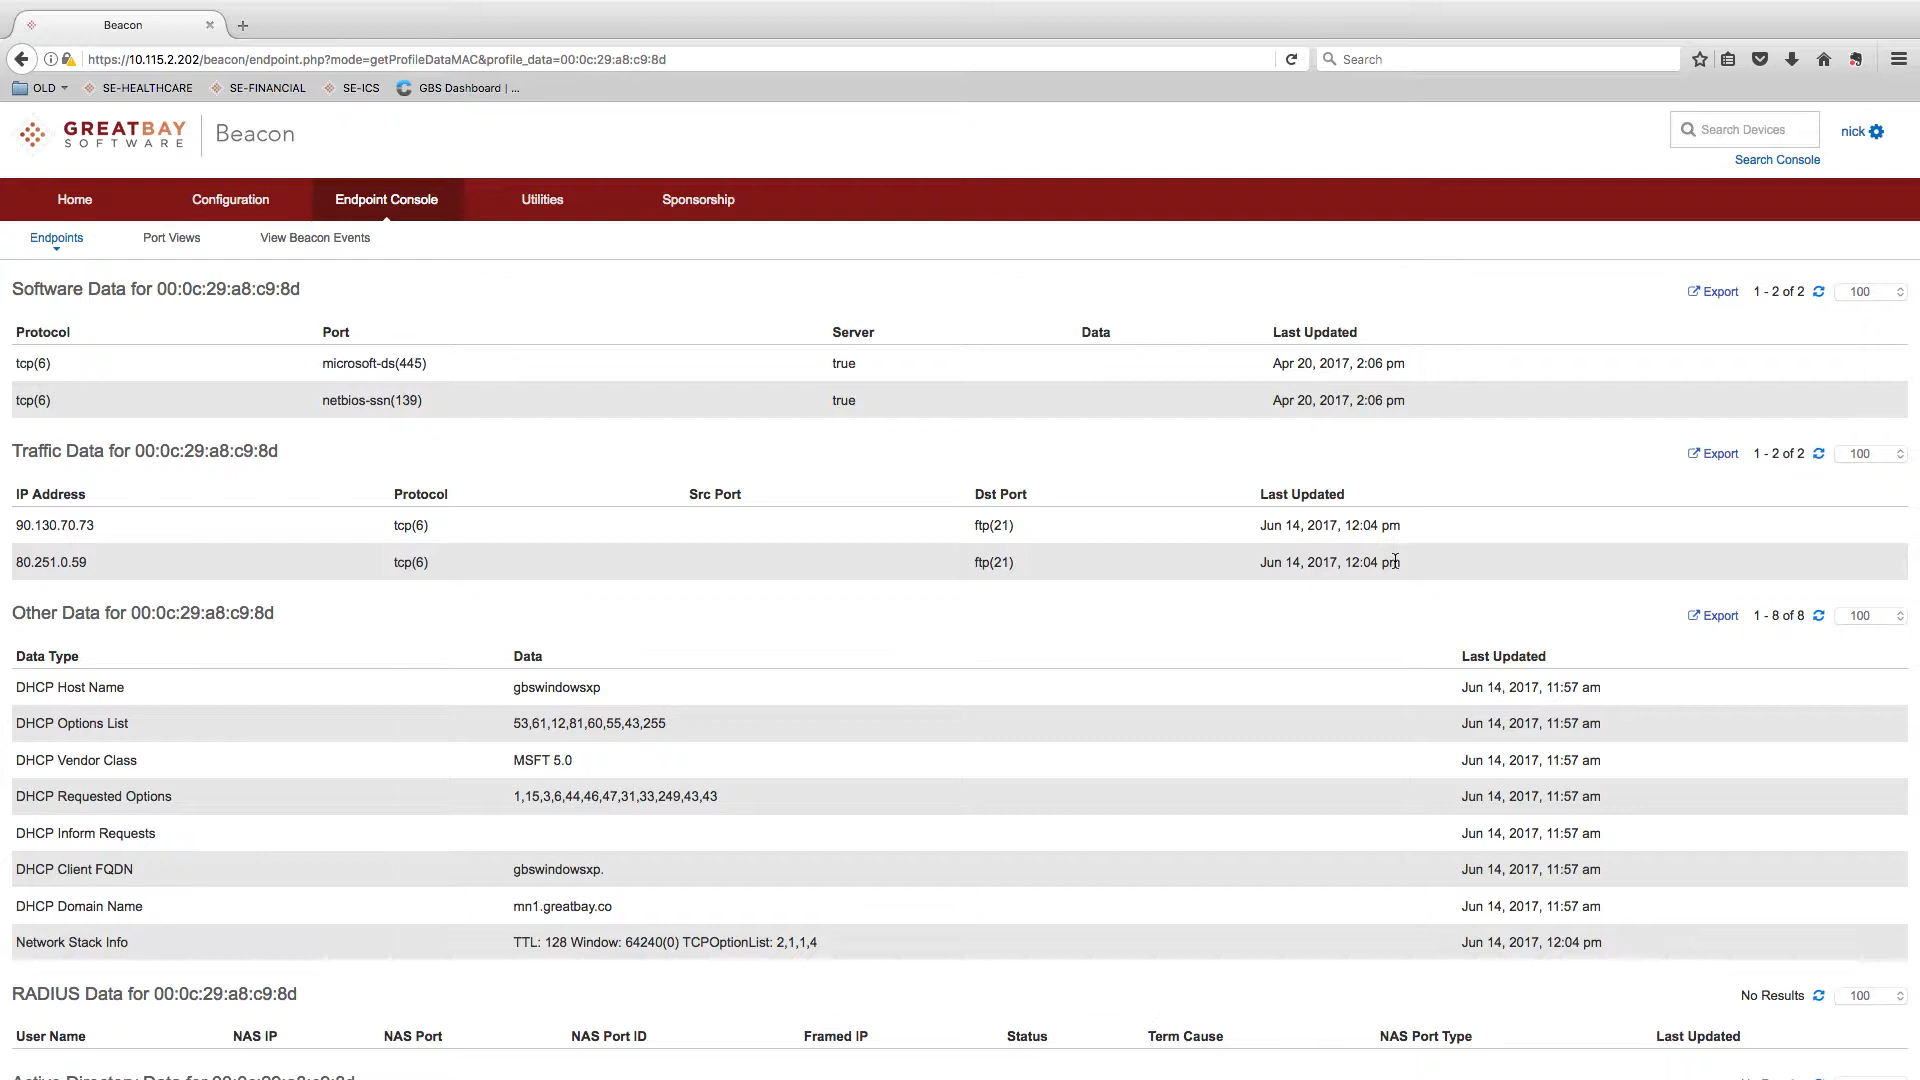 Beacon
https://10.115.2.202/beacon/endpoint.php?mode=getProfileDataMAC&profile_data=00:0c:29:a8:c9:8d
Search
OLD SE-HEALTHCARE SE-FINANCIAL SE-ICS GBS Dashboard | ...
GREATBAY
SOFTWARE
Beacon
Search Devices
nick
Search Console
Home Configuration Endpoint Console Utilities Sponsorship
Endpoints Port Views View Beacon Events
Software Data for 00:0c:29:a8:c9:8d
Export 1 - 2 of 2 100
Protocol Port Server Data Last Updated
tcp(6) microsoft-ds(445) true Apr 20, 2017, 2:06 pm
tcp(6) netbios-ssn(139) true Apr 20, 2017, 2:06 pm
Traffic Data for 00:0c:29:a8:c9:8d
Export 1 - 2 of 2 100
IP Address Protocol Src Port Dst Port Last Updated
90.130.70.73 tcp(6) ftp(21) Jun 14, 2017, 12:04 pm
80.251.0.59 tcp(6) ftp(21) Jun 14, 2017, 12:04 pm
Other Data for 00:0c:29:a8:c9:8d
Export 1 - 8 of 8 100
Data Type Data Last Updated
DHCP Host Name gbswindowsxp Jun 14, 2017, 11:57 am
DHCP Options List 53,61,12,81,60,55,43,255 Jun 14, 2017, 11:57 am
DHCP Vendor Class MSFT 5.0 Jun 14, 2017, 11:57 am
DHCP Requested Options 1,15,3,6,44,46,47,31,33,249,43,43 Jun 14, 2017, 11:57 am
DHCP Inform Requests Jun 14, 2017, 11:57 am
DHCP Client FQDN gbswindowsxp. Jun 14, 2017, 11:57 am
DHCP Domain Name mn1.greatbay.co Jun 14, 2017, 11:57 am
Network Stack Info TTL: 128 Window: 64240(0) TCPOptionList: 2,1,1,4 Jun 14, 2017, 12:04 pm
RADIUS Data for 00:0c:29:a8:c9:8d
No Results 100
User Name NAS IP NAS Port NAS Port ID Framed IP Status Term Cause NAS Port Type Last Updated
Active Directory Data for 00:0c:29:a8:c9:8d